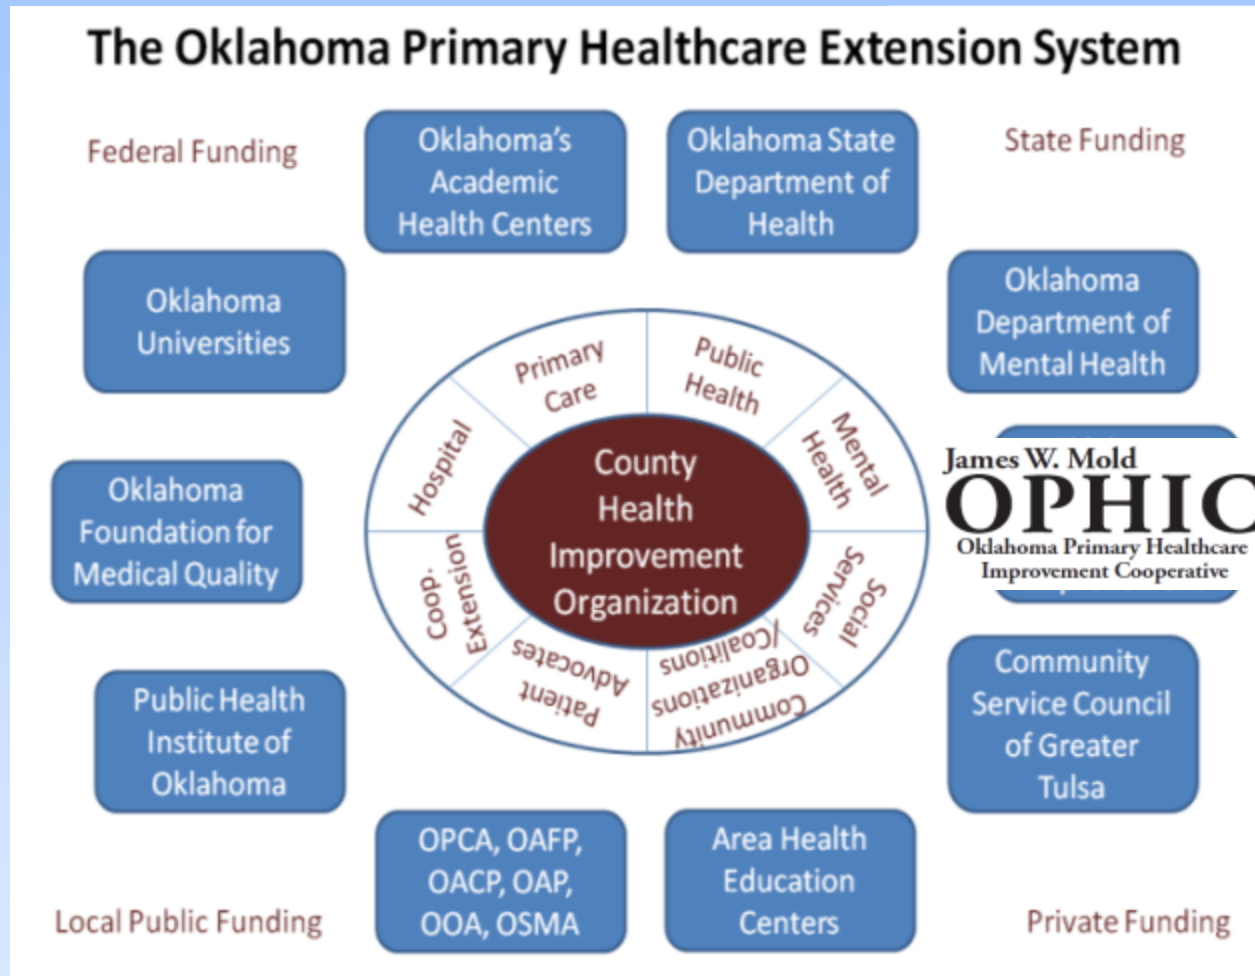 The Oklahoma Primary Healthcare Extension System
Federal Funding
Oklahoma's
Academic
Health Centers
Oklahoma State
Department of
Health
State Funding
Oklahoma
Universities
Oklahoma
Department of
Mental Health
Primary
Care
Public
Health
Hospital
Mental
Health
County
Health
Improvement
Organization
Oklahoma
Foundation for
Medical Quality
James W. Mold
OPHIC
Oklahoma Primary Healthcare
Improvement Cooperative
Coop.
Extension
Social
Services
Patient
Advocates
Community
Organizations
/Coalitions
Public Health
Institute of
Oklahoma
Community
Service Council
of Greater
Tulsa
OPCA, OAFP,
OACP, OAP,
OOA, OSMA
Area Health
Education
Centers
Local Public Funding
Private Funding